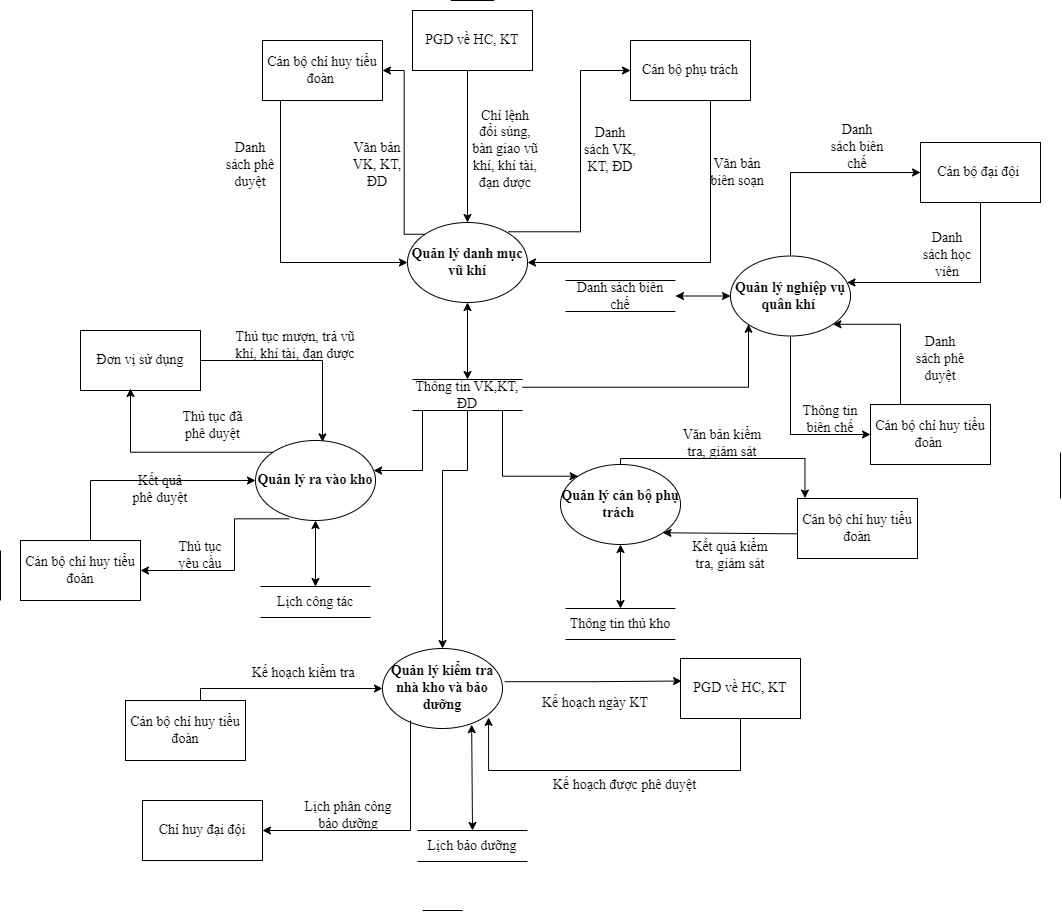 PGD về HC, KT
Cán bộ chỉ huy tiểu
đoàn
Cán bộ phụ trách
Danh
sách phê
duyệt
Văn bản
VK, KT,
ĐD
Chỉ lệnh
đổi súng,
bàn giao vũ
khí, khí tài,
đạn dược
Danh
sách VK,
KT, ĐD
Văn bản
biên soạn
Danh
sách biên
chế
Cán bộ đại đội
Quản lý danh mục
vũ khí
Danh
sách học
viên
Danh sách biên
chế
Quản lý nghiệp vụ
quân khí
Đơn vị sử dụng
Thủ tục mượn, trả vũ
khí, khí tài, đạn dược
Danh
sách phê
duyệt
Thông tin VK,KT,
ĐD
Thủ tục đã
phê duyệt
Thông tin
biên chế
Cán bộ chỉ huy tiểu
đoàn
Văn bản kiểm
tra, giám sát
Kết quả
phê duyệt
Quản lý ra vào kho
Quản lý cán bộ phụ
trách
Cán bộ chỉ huy tiểu
đoàn
Thủ tục
yêu cầu
Cán bộ chỉ huy tiểu
đoàn
Kết quả kiểm
tra, giám sát
Lịch công tác
Thông tin thủ kho
Kế hoạch kiểm tra
Quản lý kiểm tra
nhà kho và bảo
dưỡng
Kế hoạch ngày KT
PGD về HC, KT
Cán bộ chỉ huy tiểu
đoàn
Kế hoạch được phê duyệt
Lịch phân công
bảo dưỡng
Chỉ huy đại đội
Lịch bảo dưỡng